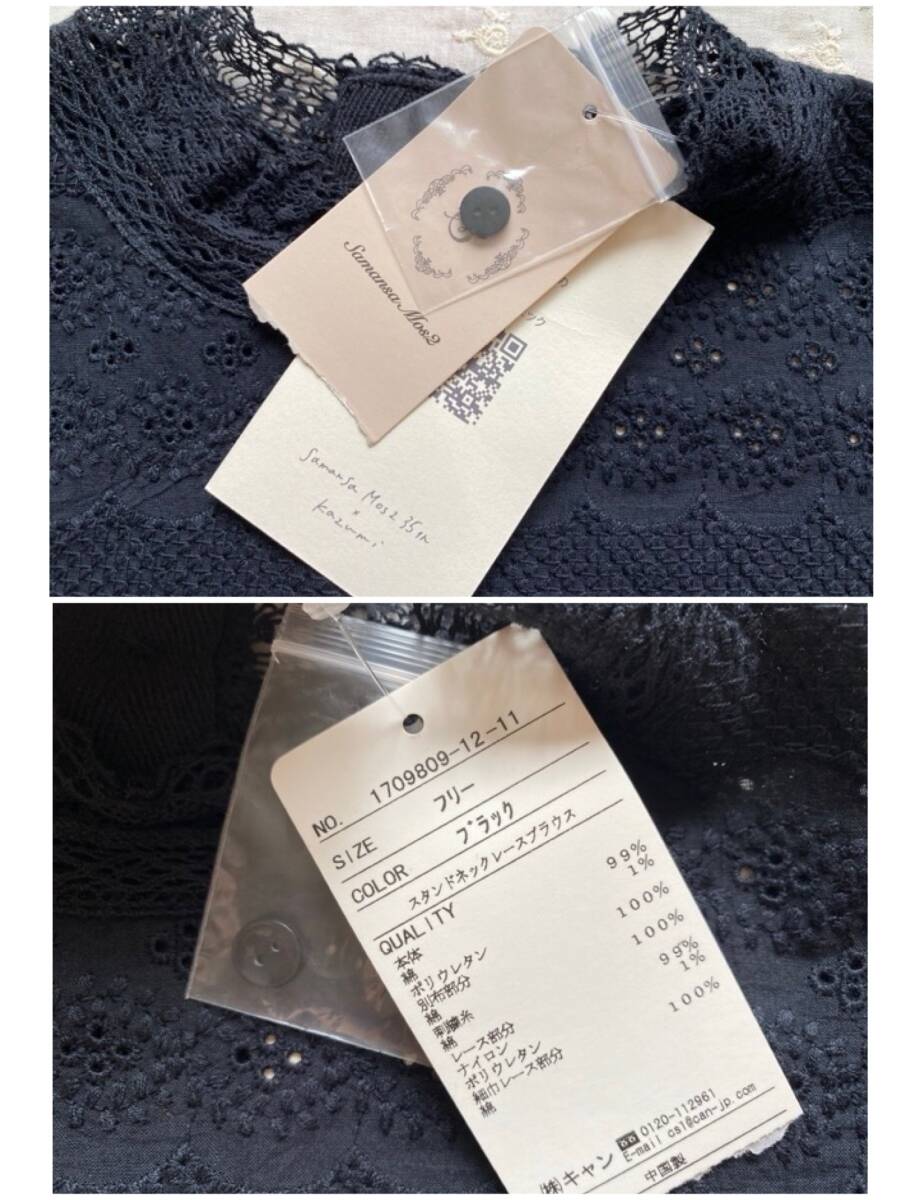 Samansa Mos2
の
ック
Samansa Mos2 35th
×
kazumi
NO. 1709809-12-11
SIZE フリー
COLOR ブラック
スタンドネックレースブラウス
QUALITY
本体
綿 99%
ポリウレタン 1%
別布部分
綿 100%
刺繍糸
綿 100%
レース部分
ナイロン 99%
ポリウレタン 1%
細巾レース部分
綿 100%
(株)キャン 0120-112961
E-mail cs1@can-jp.com
中国製